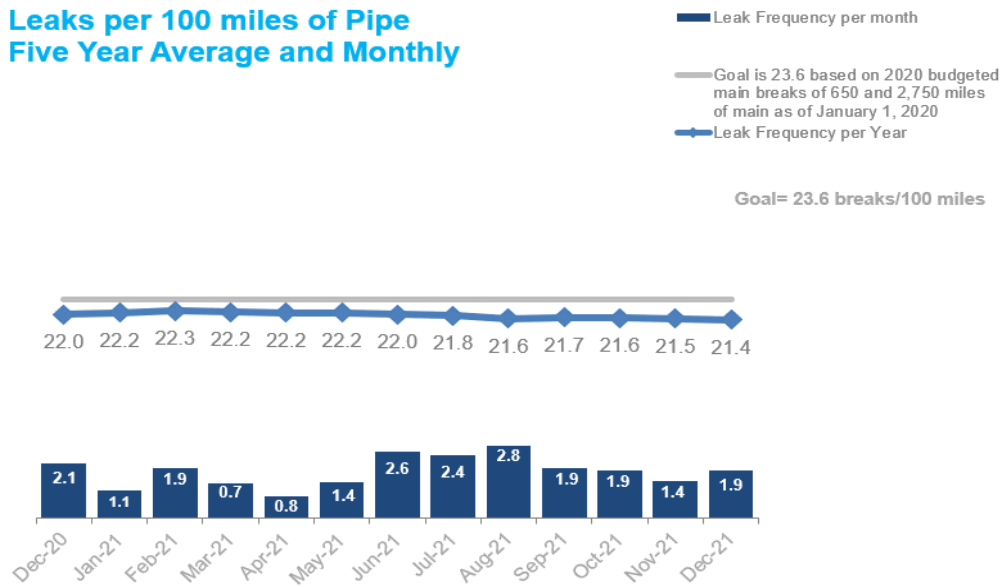 Leaks per 100 miles of Pipe
Five Year Average and Monthly
Leak Frequency per month
Goal is 23.6 based on 2020 budgeted
main breaks of 650 and 2,750 miles
of main as of January 1, 2020
Leak Frequency per Year
Goal= 23.6 breaks/100 miles
22.0 22.2 22.3 22.2 22.2 22.2 22.0 21.8 21.6 21.7 21.6 21.5 21.4
2.1 1.1 1.9 0.7 0.8 1.4 2.6 2.4 2.8 1.9 1.9 1.4 1.9
Dec-20 Jan-21 Feb-21 Mar-21 Apr-21 May-21 Jun-21 Jul-21 Aug-21 Sep-21 Oct-21 Nov-21 Dec-21